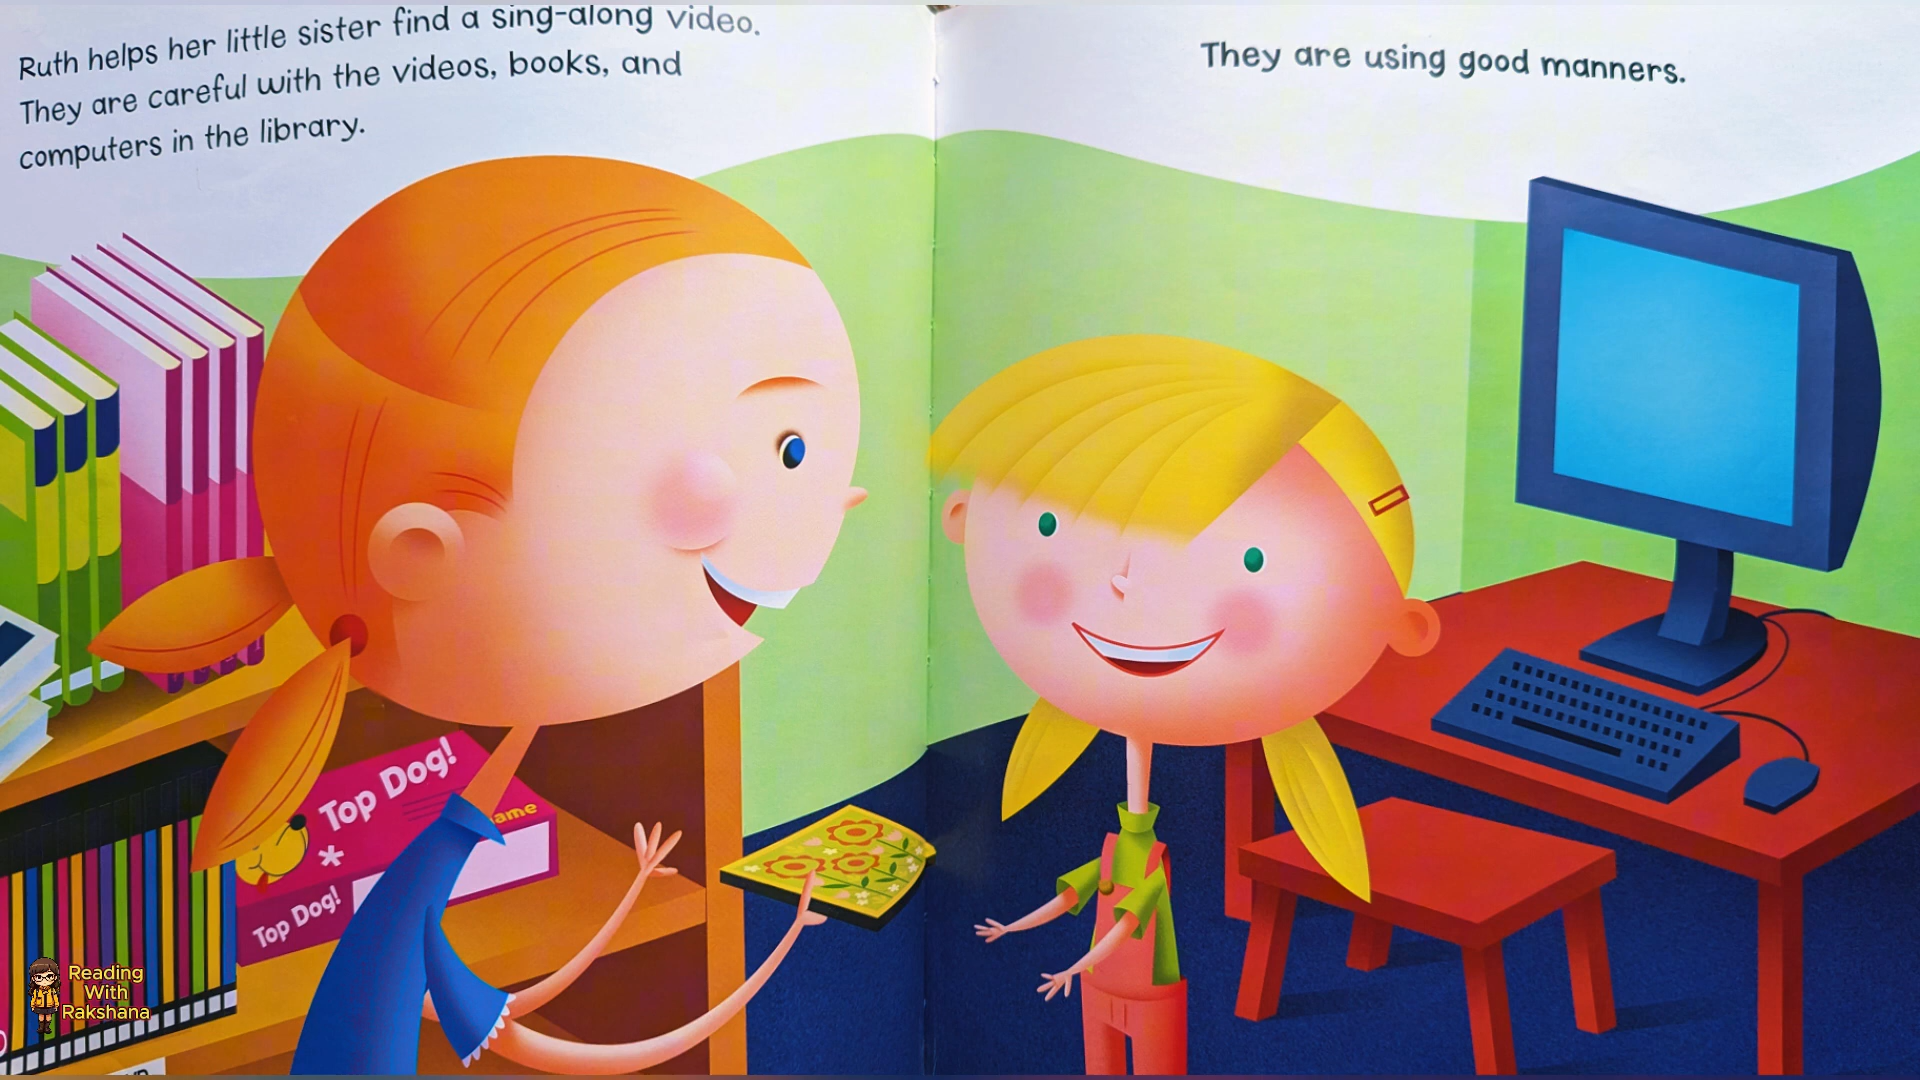 Ruth helps her little sister find a sing-along video.
They are careful with the videos, books, and
computers in the library.
They are using good manners.
Top Dog!
ame
Top Dog!
Reading
With
Rakshana